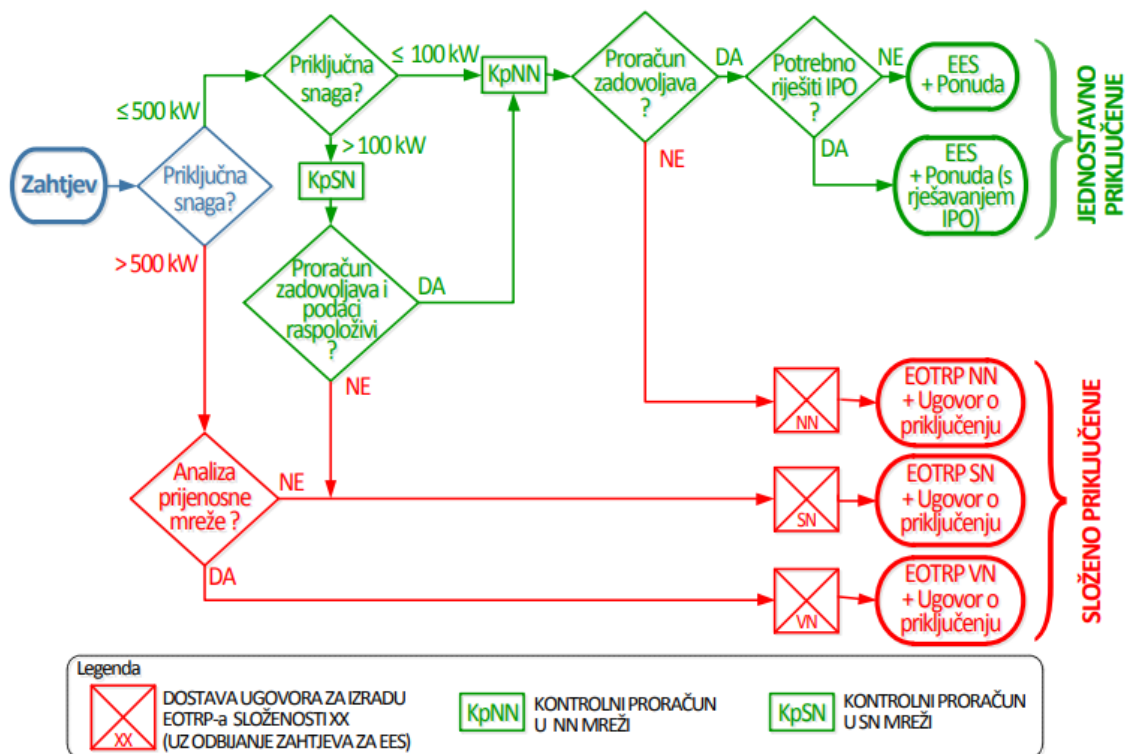 Zahtjev
Priključna
snaga?
≤ 500 kW
> 500 kW
Priključna
snaga?
≤ 100 kW
> 100 kW
KpSN
Proračun
zadovoljava i
podaci
raspoloživi
?
DA
NE
KpNN
Proračun
zadovoljava
?
DA
NE
Potrebno
riješiti IPO
?
NE
DA
EES
+ Ponuda
EES
+ Ponuda (s
rješavanjem
IPO)
JEDNOSTAVNO
PRIKLJUČENJE
Analiza
prijenosne
mreže ?
NE
DA
NN
EOTRP NN
+ Ugovor o
priključenju
SN
EOTRP SN
+ Ugovor o
priključenju
VN
EOTRP VN
+ Ugovor o
priključenju
SLOŽENO PRIKLJUČENJE
Legenda
XX
DOSTAVA UGOVORA ZA IZRADU
EOTRP-a SLOŽENOSTI XX
(UZ ODBIJANJE ZAHTJEVA ZA EES)
KpNN
KONTROLNI PRORAČUN
U NN MREŽI
KpSN
KONTROLNI PRORAČUN
U SN MREŽI